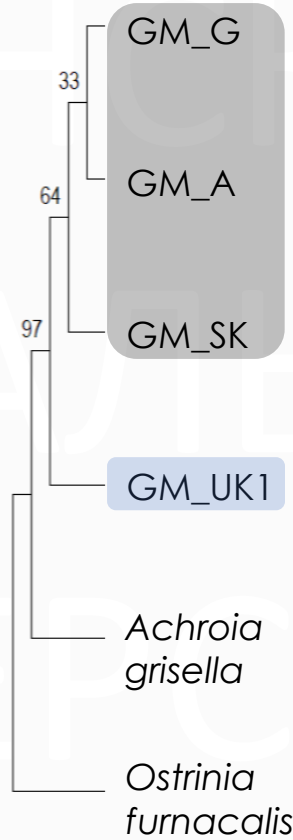 GM_G
33
GM_A
64
GM_SK
97
GM_UK1
Achroia
grisella
Ostrinia
furnacalis